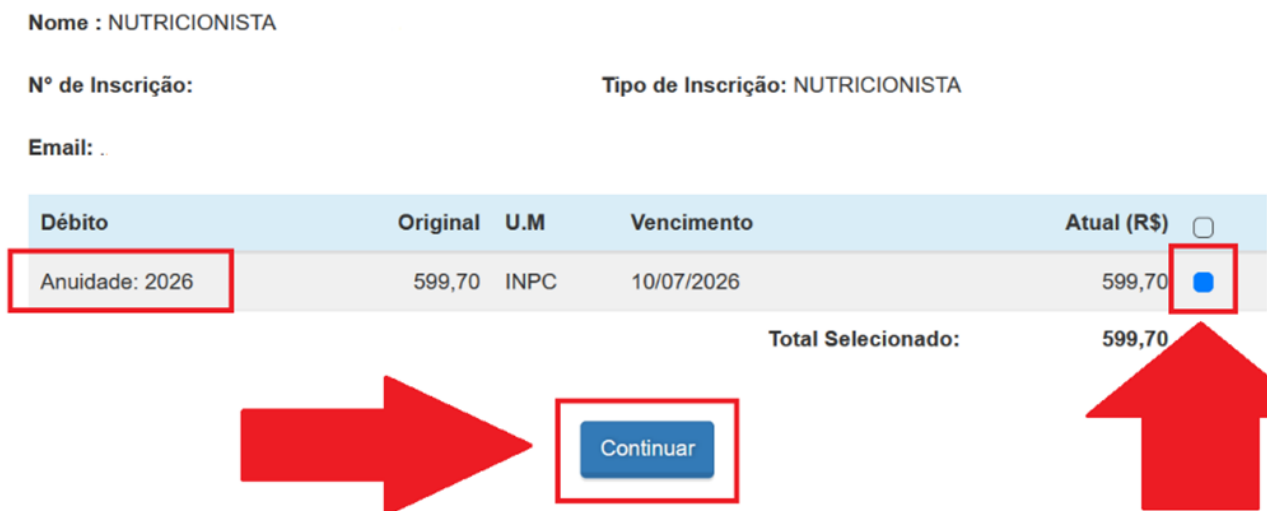 Nome : NUTRICIONISTA
Nº de Inscrição: Tipo de Inscrição: NUTRICIONISTA
Email: ..
Débito Original U.M Vencimento Atual (R$)
Anuidade: 2026 599,70 INPC 10/07/2026 599,70
Total Selecionado: 599,70
Continuar